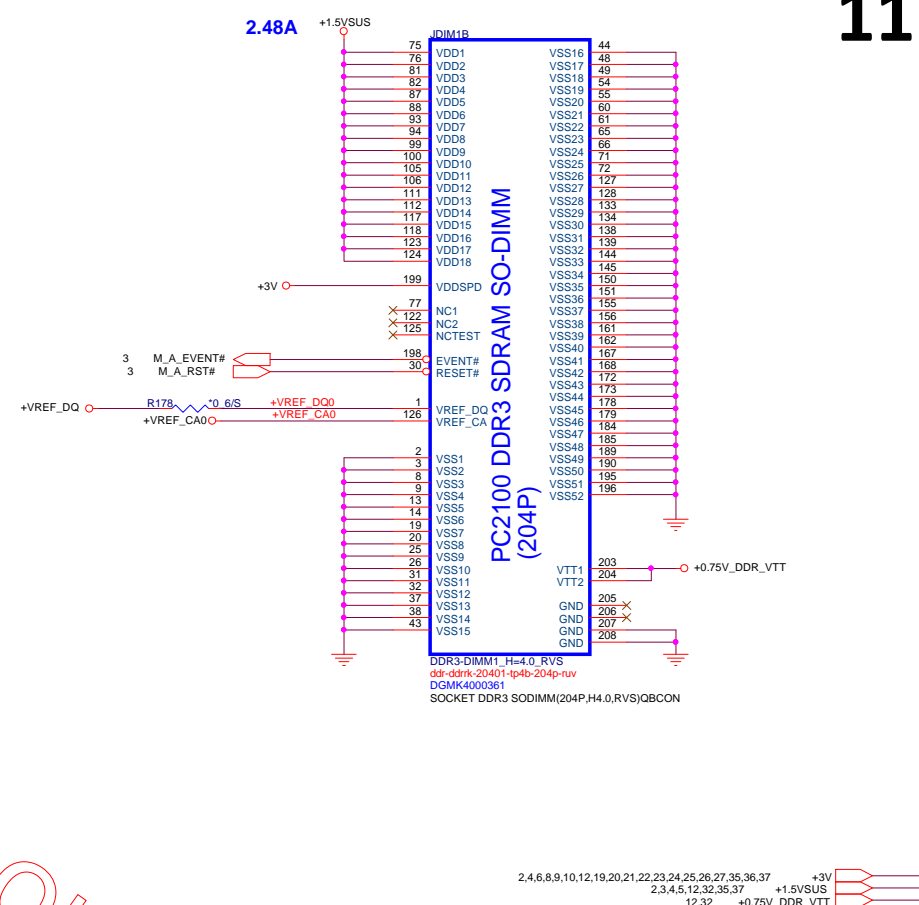 11
2.48A
+1.5VSUS
JDIM1B
75 VDD1
76 VDD2
81 VDD3
82 VDD4
87 VDD5
88 VDD6
93 VDD7
94 VDD8
99 VDD9
100 VDD10
105 VDD11
106 VDD12
111 VDD13
112 VDD14
117 VDD15
118 VDD16
123 VDD17
124 VDD18
+3V 199 VDDSPD
77 NC1
122 NC2
125 NCTEST
3 M_A_EVENT# 198 EVENT#
3 M_A_RST# 30 RESET#
+VREF_DQ R178 *0_6/S +VREF_DQ0 1 VREF_DQ
+VREF_CA0 +VREF_CA0 126 VREF_CA
2 VSS1
3 VSS2
8 VSS3
9 VSS4
13 VSS5
14 VSS6
19 VSS7
20 VSS8
25 VSS9
26 VSS10
31 VSS11
32 VSS12
37 VSS13
38 VSS14
43 VSS15
PC2100 DDR3 SDRAM SO-DIMM
(204P)
VSS16 44
VSS17 48
VSS18 49
VSS19 54
VSS20 55
VSS21 60
VSS22 61
VSS23 65
VSS24 66
VSS25 71
VSS26 72
VSS27 127
VSS28 128
VSS29 133
VSS30 134
VSS31 138
VSS32 139
VSS33 144
VSS34 145
VSS35 150
VSS36 151
VSS37 155
VSS38 156
VSS39 161
VSS40 162
VSS41 167
VSS42 168
VSS43 172
VSS44 173
VSS45 178
VSS46 179
VSS47 184
VSS48 185
VSS49 189
VSS50 190
VSS51 195
VSS52 196
VTT1 203 +0.75V_DDR_VTT
VTT2 204
GND 205
GND 206
GND 207
GND 208
DDR3-DIMM1_H=4.0_RVS
ddr-ddrrk-20401-tp4b-204p-ruv
DGMK4000361
SOCKET DDR3 SODIMM(204P,H4.0,RVS)QBCON
2,4,6,8,9,10,12,19,20,21,22,23,24,25,26,27,35,36,37 +3V
2,3,4,5,12,32,35,37 +1.5VSUS
12,32 +0.75V_DDR_VTT